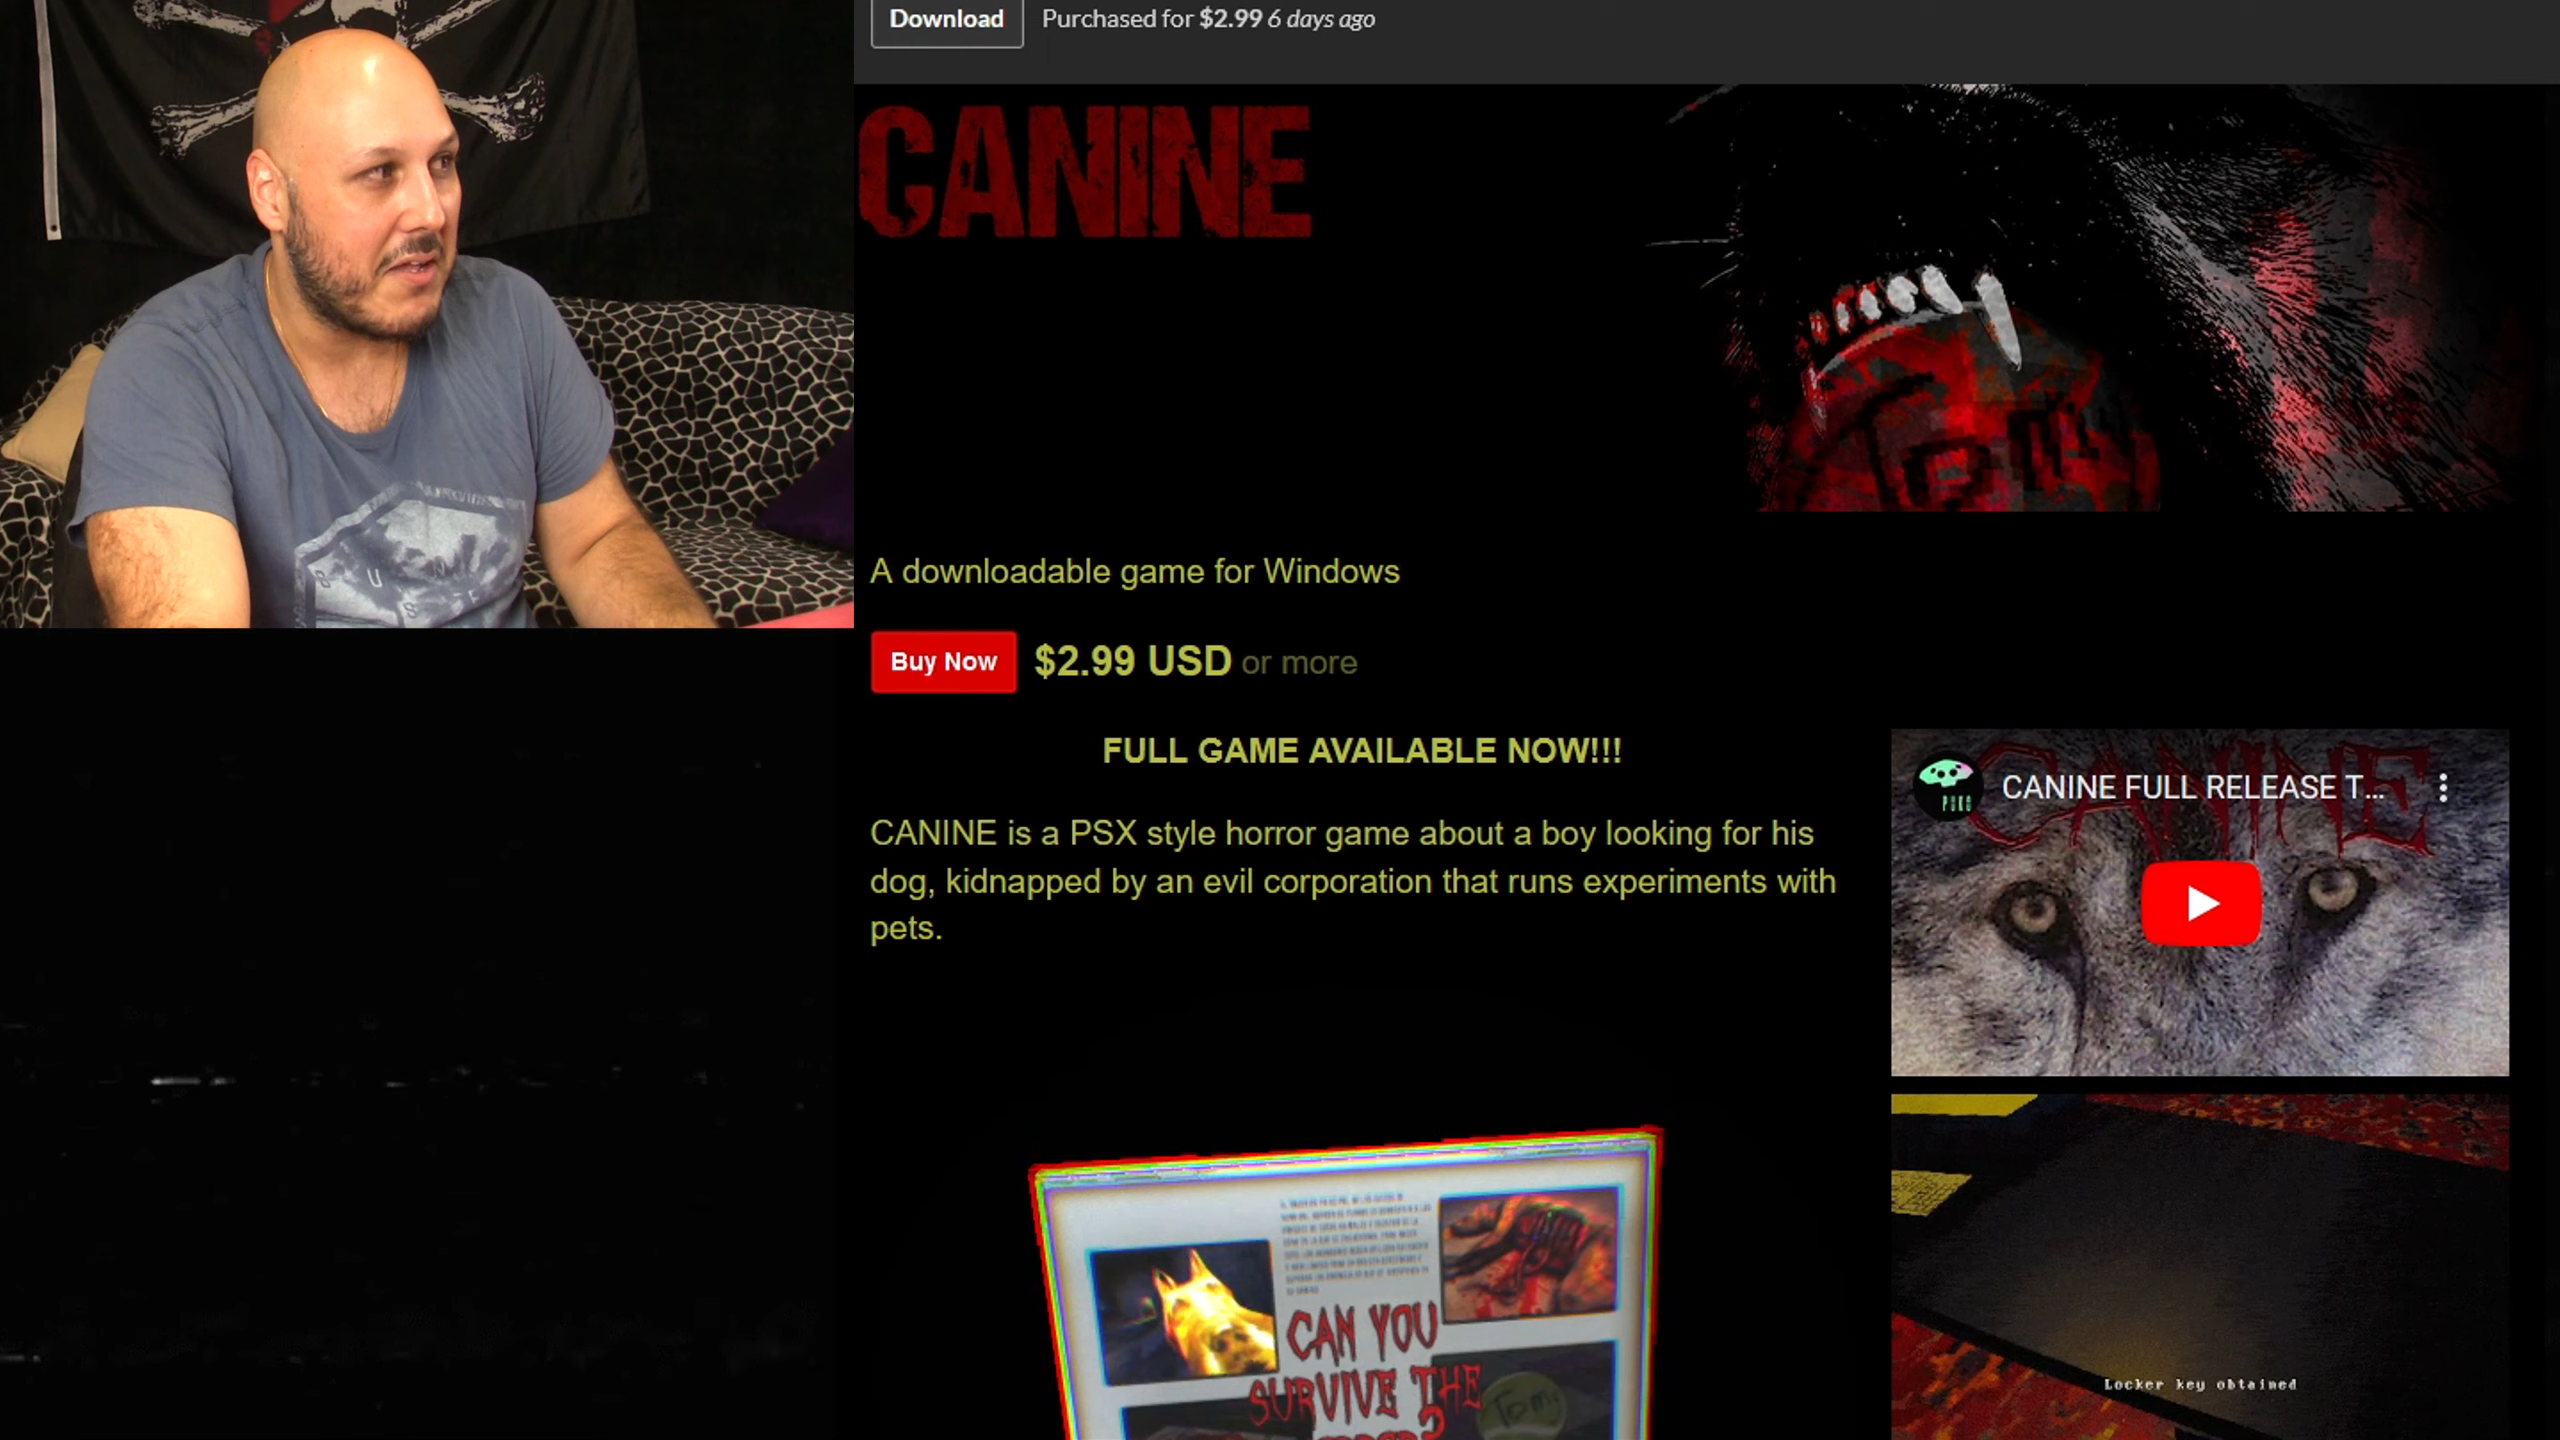 Download
Purchased for $2.99 6 days ago
CANINE
A downloadable game for Windows
Buy Now
$2.99 USD or more
FULL GAME AVAILABLE NOW!!!
CANINE is a PSX style horror game about a boy looking for his
dog, kidnapped by an evil corporation that runs experiments with
pets.
CANINE
CANINE FULL RELEASE T...
CAN YOU
SURVIVE THE
Tomi
Locker key obtained